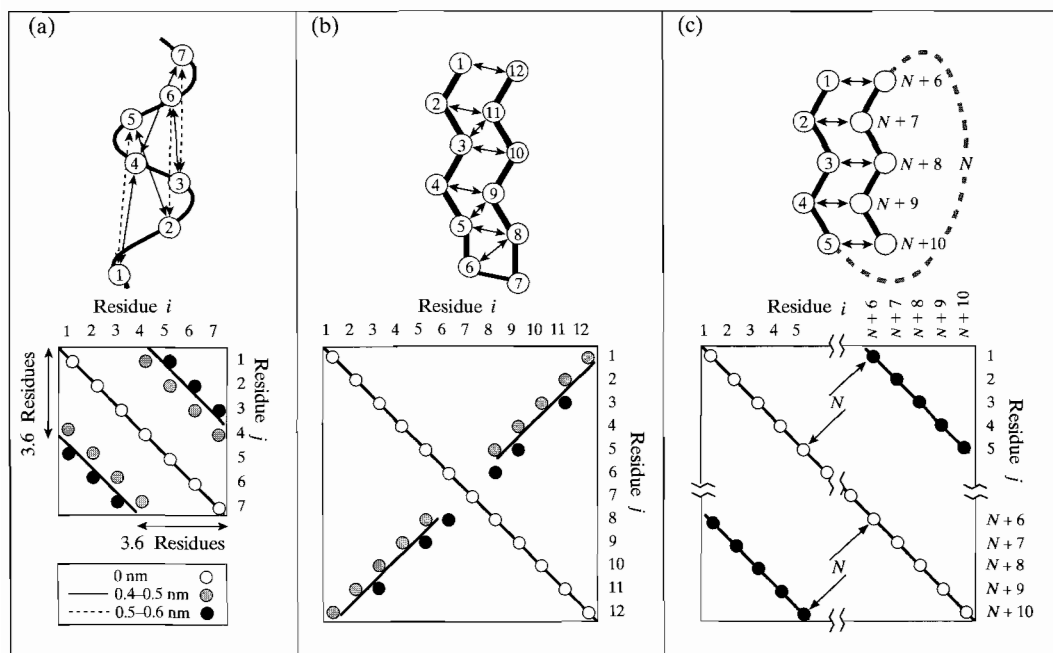 (a)
7
6
5
4
3
2
1
Residue i
1 2 3 4 5 6 7
3.6 Residues
1
2
3
4
5
6
7
Residue j
3.6 Residues
0 nm
0.4–0.5 nm
0.5–0.6 nm
(b)
1 12
2 11
3 10
4 9
5 8
6 7
Residue i
1 2 3 4 5 6 7 8 9 10 11 12
1
2
3
4
5
6
7
8
9
10
11
12
Residue j
(c)
1 N + 6
2 N + 7
3 N + 8
4 N + 9
5 N + 10
N
Residue i
1 2 3 4 5 N + 6 N + 7 N + 8 N + 9 N + 10
1
2
3
4
5
N + 6
N + 7
N + 8
N + 9
N + 10
Residue j
N
N